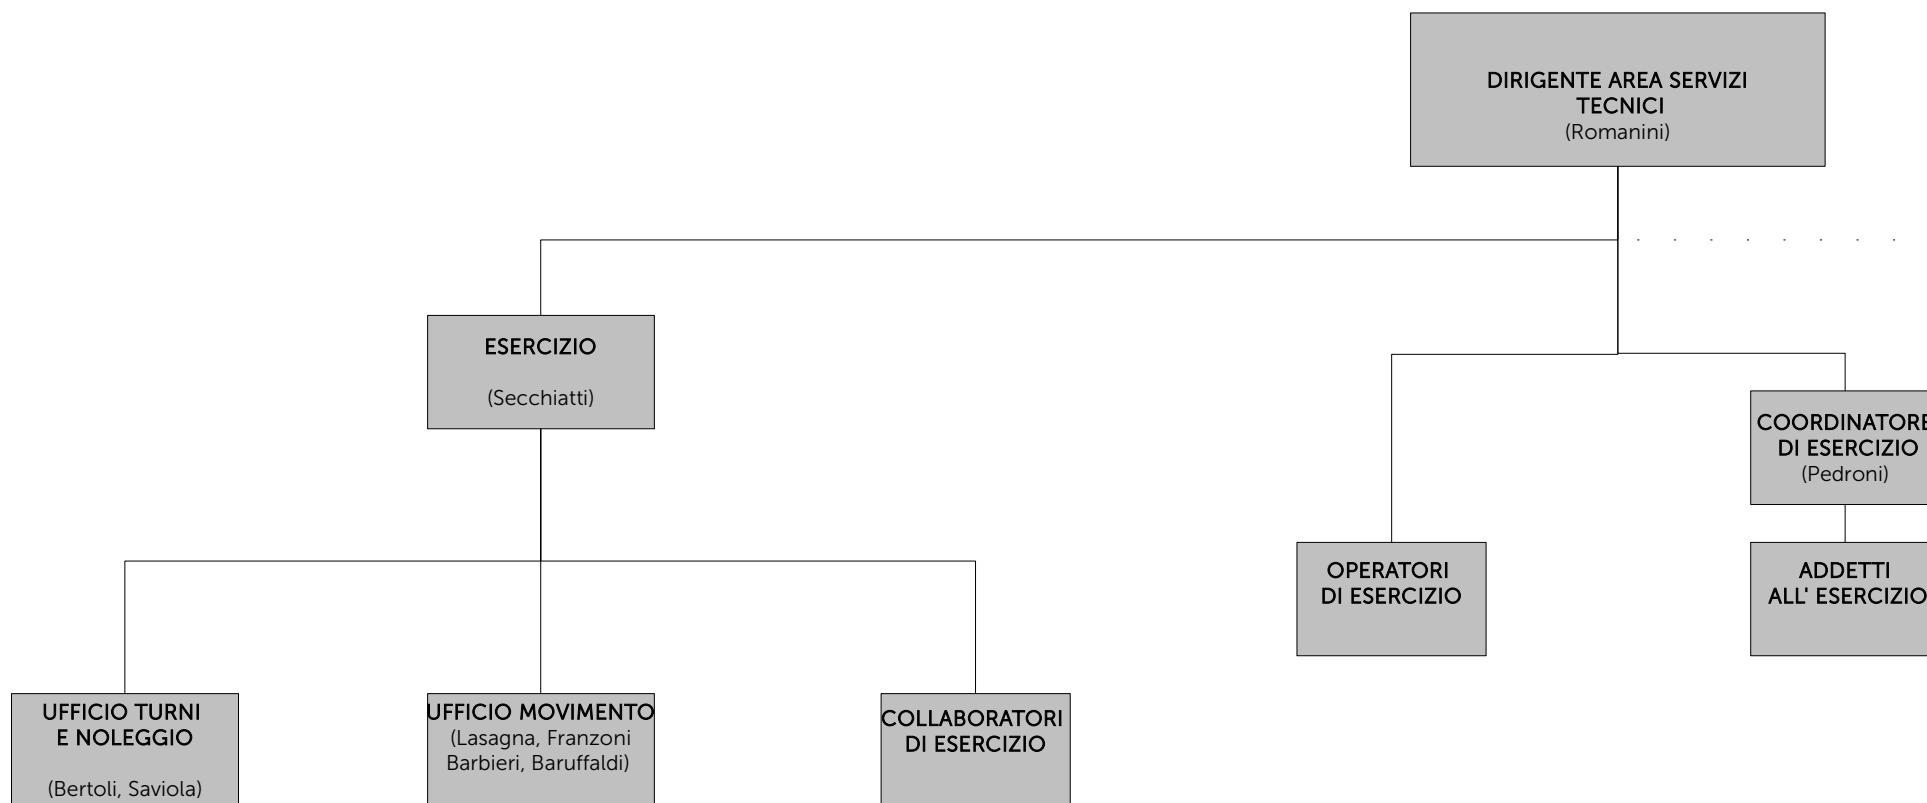 DIRIGENTE AREA SERVIZI
TECNICI
(Romanini)
ESERCIZIO
(Secchiatti)
COORDINATORE
DI ESERCIZIO
(Pedroni)
OPERATORI
DI ESERCIZIO
ADDETTI
ALL' ESERCIZIO
UFFICIO TURNI
E NOLEGGIO
(Bertoli, Saviola)
UFFICIO MOVIMENTO
(Lasagna, Franzoni
Barbieri, Baruffaldi)
COLLABORATORI
DI ESERCIZIO